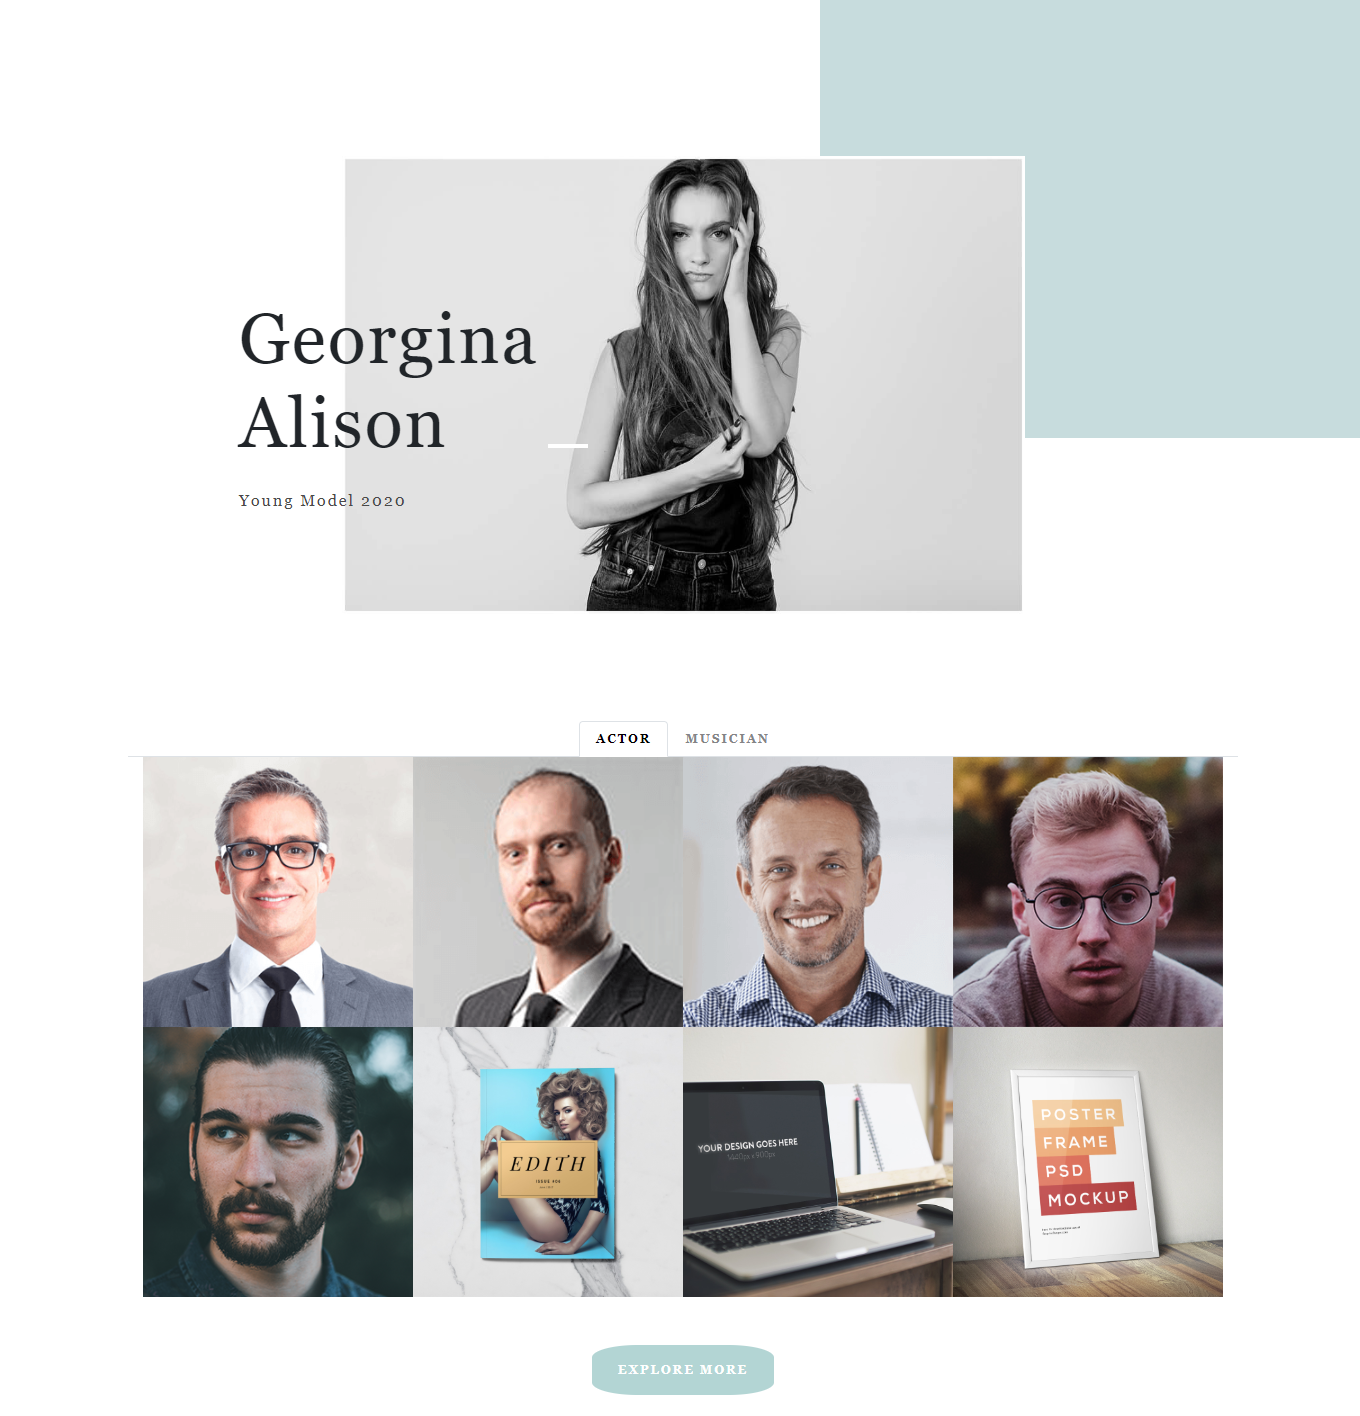 Georgina
Alison
Young Model 2020
ACTOR MUSICIAN
EDITH
ISSUE #06
YOUR DESIGN GOES HERE
1440px x 900px
POSTER
FRAME
PSD
MOCKUP
EXPLORE MORE